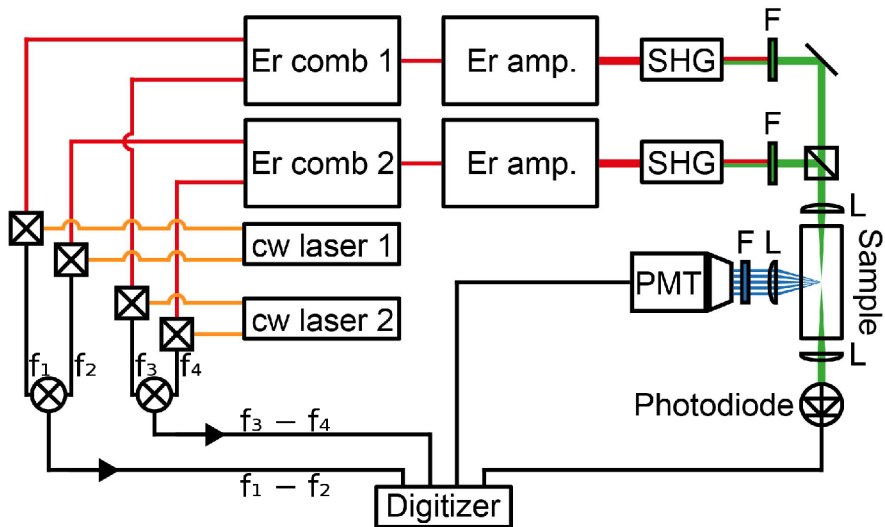 Er comb 1
Er amp.
SHG
F
Er comb 2
Er amp.
SHG
F
cw laser 1
cw laser 2
L
Sample
PMT
F
L
L
Photodiode
f₁
f₂
f₃
f₄
f₃ − f₄
f₁ − f₂
Digitizer